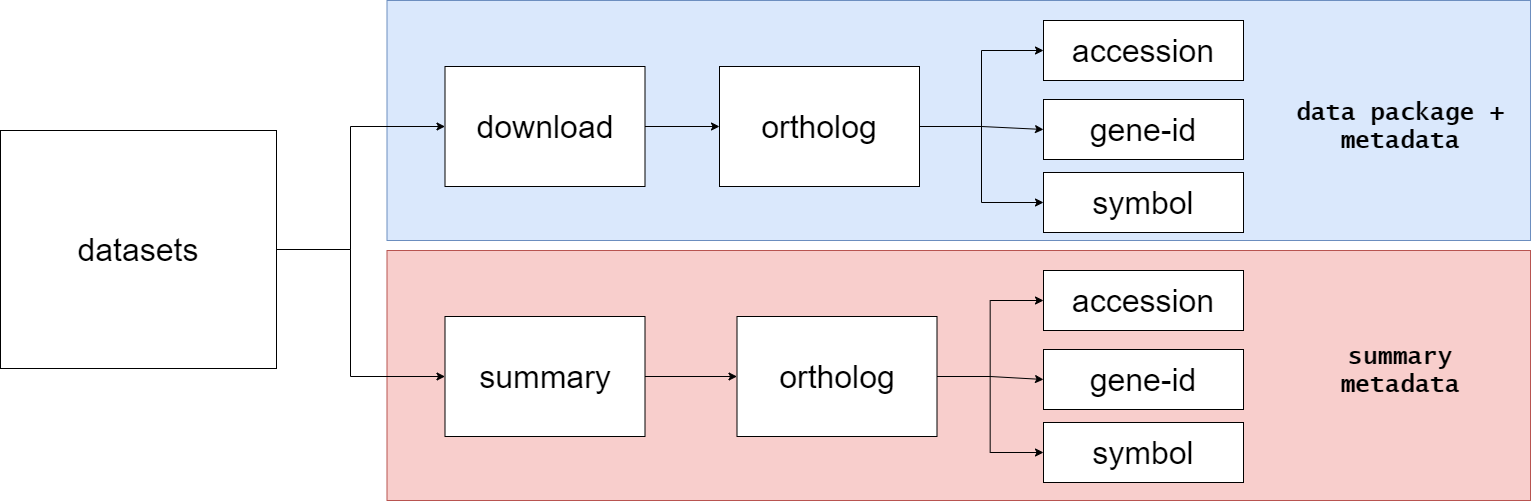 datasets
download
ortholog
accession
gene-id
symbol
data package +
metadata
summary
ortholog
accession
gene-id
symbol
summary
metadata